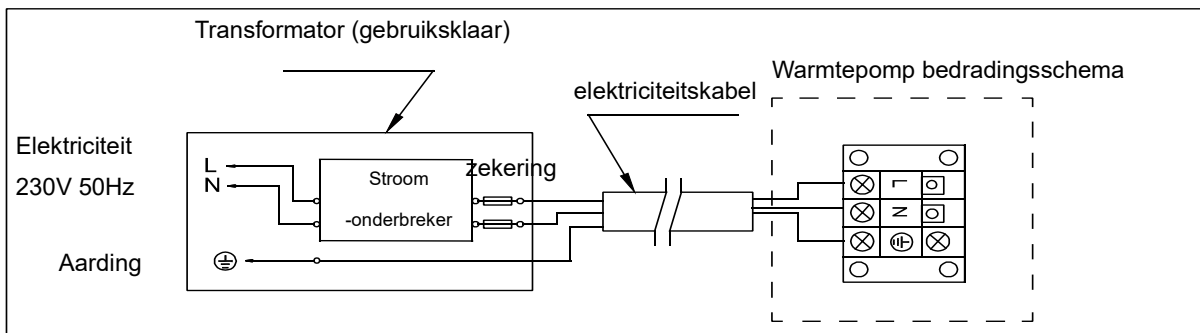 Transformator (gebruiksklaar)
Warmtepomp bedradingsschema
elektriciteitskabel
Elektriciteit
230V 50Hz
L
N
Stroom
-onderbreker
zekering
Aarding
L
N